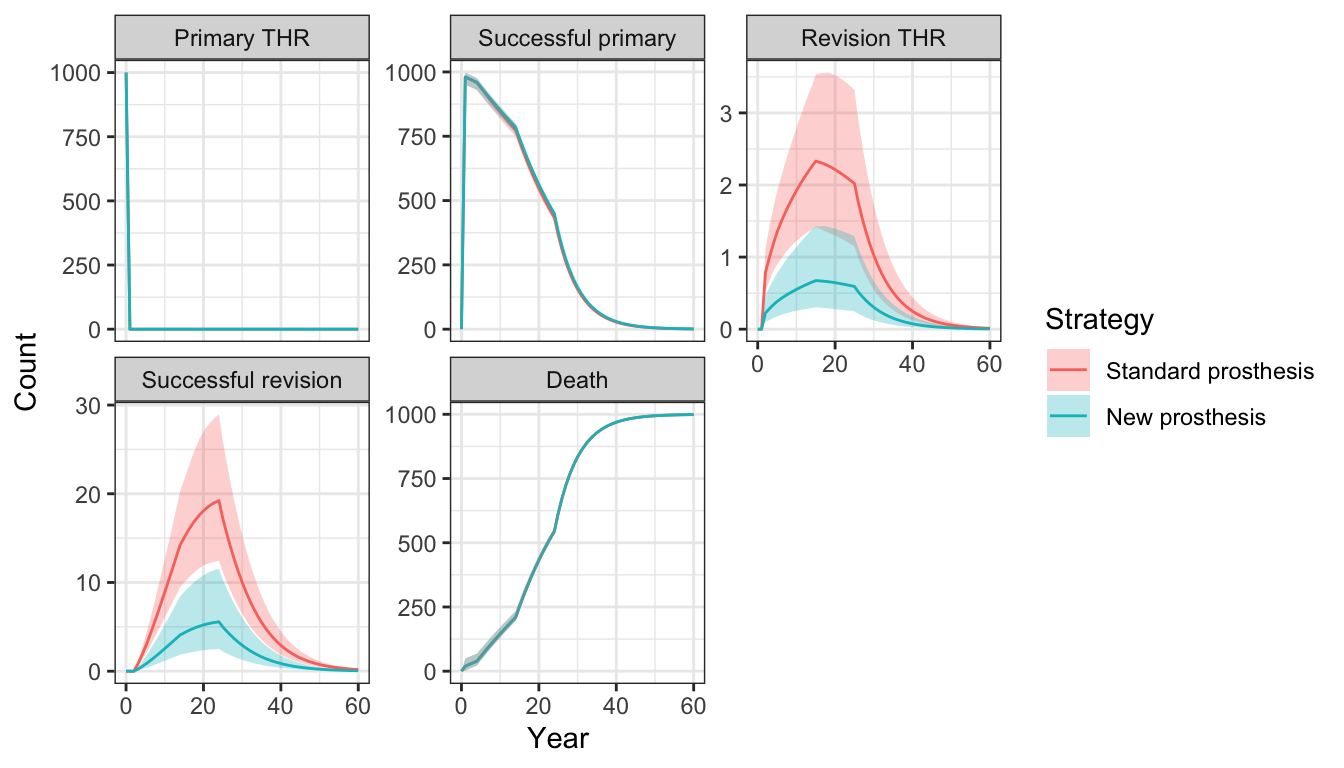 Primary THR
Successful primary
Revision THR
1000
750
500
250
0
1000
750
500
250
0
3
2
1
0
0 20 40 60
Count
Successful revision
Death
30
20
10
0
1000
750
500
250
0
0 20 40 60
0 20 40 60
Year
Strategy
Standard prosthesis
New prosthesis